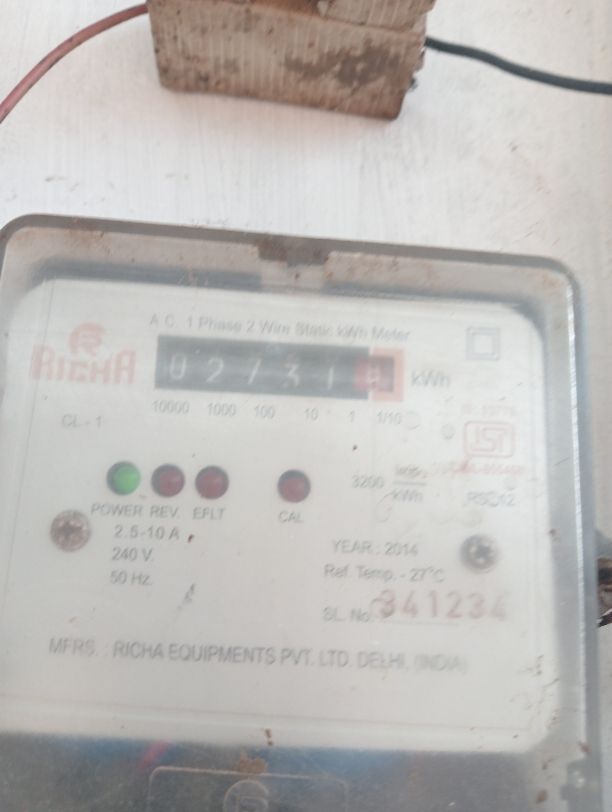 A.C. 1 Phase 2 Wire Static kWh Meter
RICHA
0 2 7 3 1
kWh
10000 1000 100 10 1 1/10
CL - 1
ISI
3200
kWh
POWER REV. EFLT CAL
2.5-10 A
240 V.
50 Hz.
YEAR : 2014
Ref. Temp. - 27°C
SL. No. 341234
MFRS. : RICHA EQUIPMENTS PVT. LTD. DELHI, (INDIA)